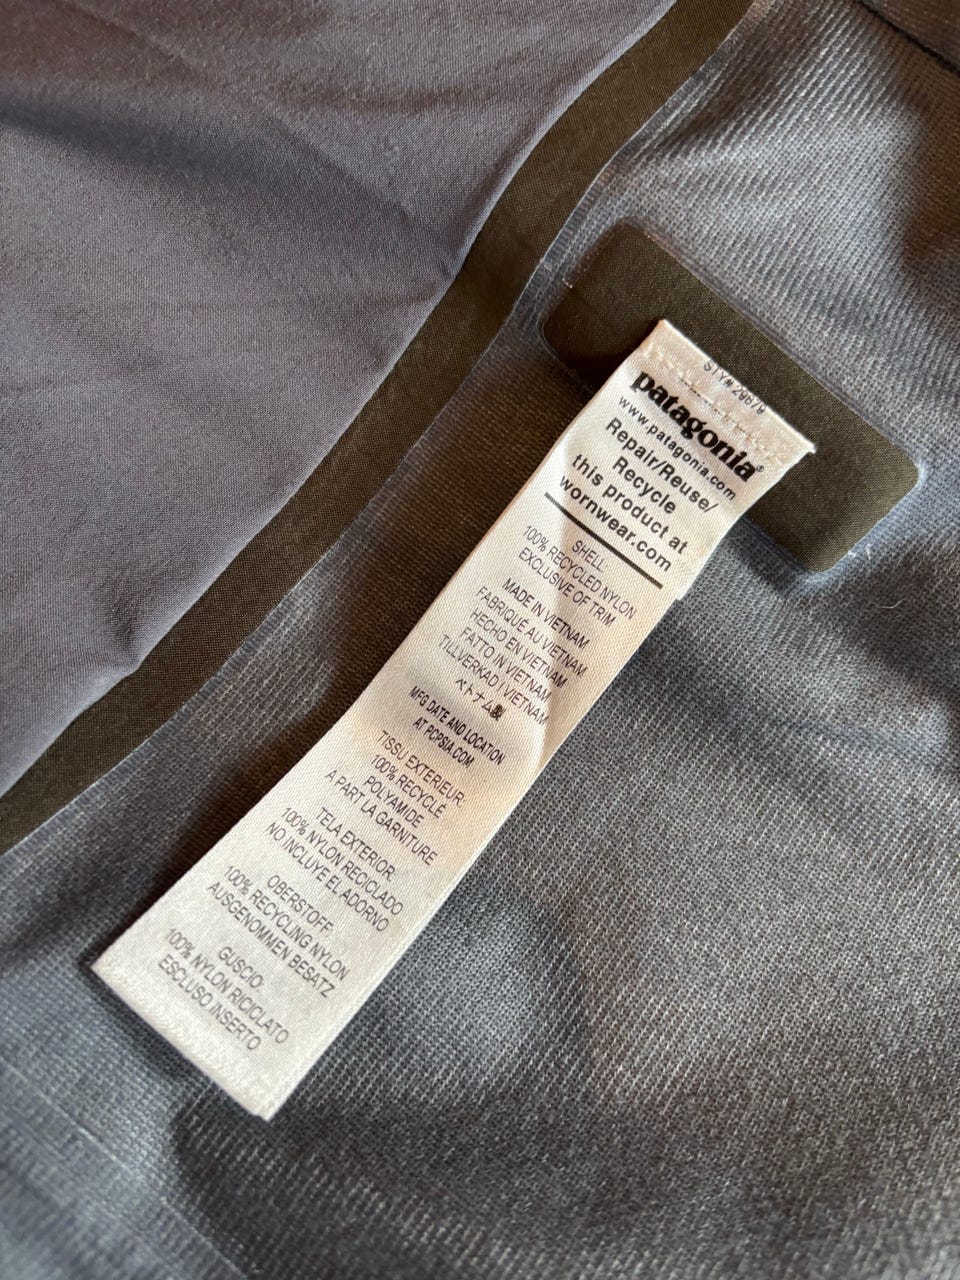 STY# 29879
patagonia®
www.patagonia.com
Repair/Reuse/
Recycle
this product at
wornwear.com
SHELL:
100% RECYCLED NYLON
EXCLUSIVE OF TRIM
MADE IN VIETNAM
FABRIQUÉ AU VIETNAM
HECHO EN VIETNAM
FATTO IN VIETNAM
TILLVERKAD I VIETNAM
ベトナム製
MFG DATE AND LOCATION
AT PCPSIA.COM
TISSU EXTERIEUR:
100% RECYCLÉ
POLYAMIDE
A PART LA GARNITURE
TELA EXTERIOR:
100% NYLON RECICLADO
NO INCLUYE EL ADORNO
OBERSTOFF:
100% RECYCLING NYLON
AUSGENOMMEN BESATZ
GUSCIO:
100% NYLON RICICLATO
ESCLUSO INSERTO